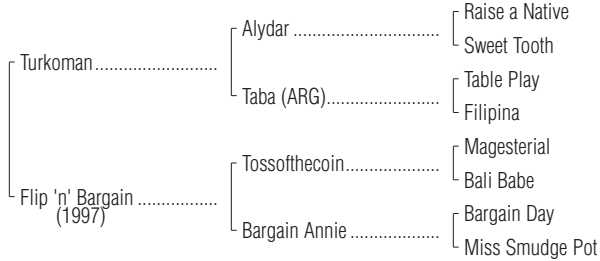 Raise a Native
Alydar ...............................
Sweet Tooth
Turkoman..........................
Table Play
Taba (ARG)........................
Filipina
Magesterial
Tossofthecoin....................
Bali Babe
Flip 'n' Bargain .................
(1997)
Bargain Day
Bargain Annie ...................
Miss Smudge Pot